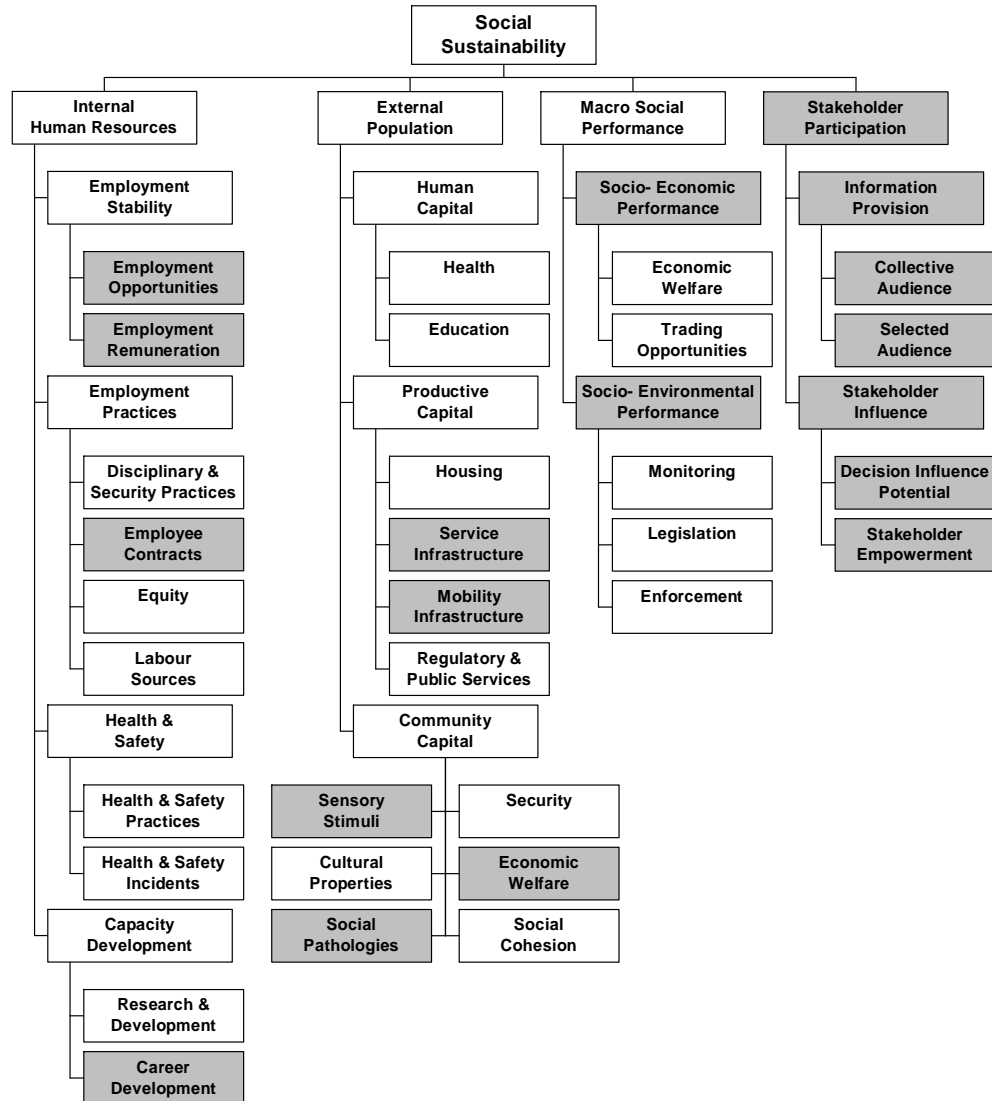 Social
Sustainability
Internal
Human Resources
External
Population
Macro Social
Performance
Stakeholder
Participation
Employment
Stability
Employment
Opportunities
Employment
Remuneration
Employment
Practices
Disciplinary &
Security Practices
Employee
Contracts
Equity
Labour
Sources
Health &
Safety
Health & Safety
Practices
Health & Safety
Incidents
Capacity
Development
Research &
Development
Career
Development
Human
Capital
Health
Education
Productive
Capital
Housing
Service
Infrastructure
Mobility
Infrastructure
Regulatory &
Public Services
Community
Capital
Sensory
Stimuli
Security
Cultural
Properties
Economic
Welfare
Social
Pathologies
Social
Cohesion
Socio- Economic
Performance
Economic
Welfare
Trading
Opportunities
Socio- Environmental
Performance
Monitoring
Legislation
Enforcement
Information
Provision
Collective
Audience
Selected
Audience
Stakeholder
Influence
Decision Influence
Potential
Stakeholder
Empowerment